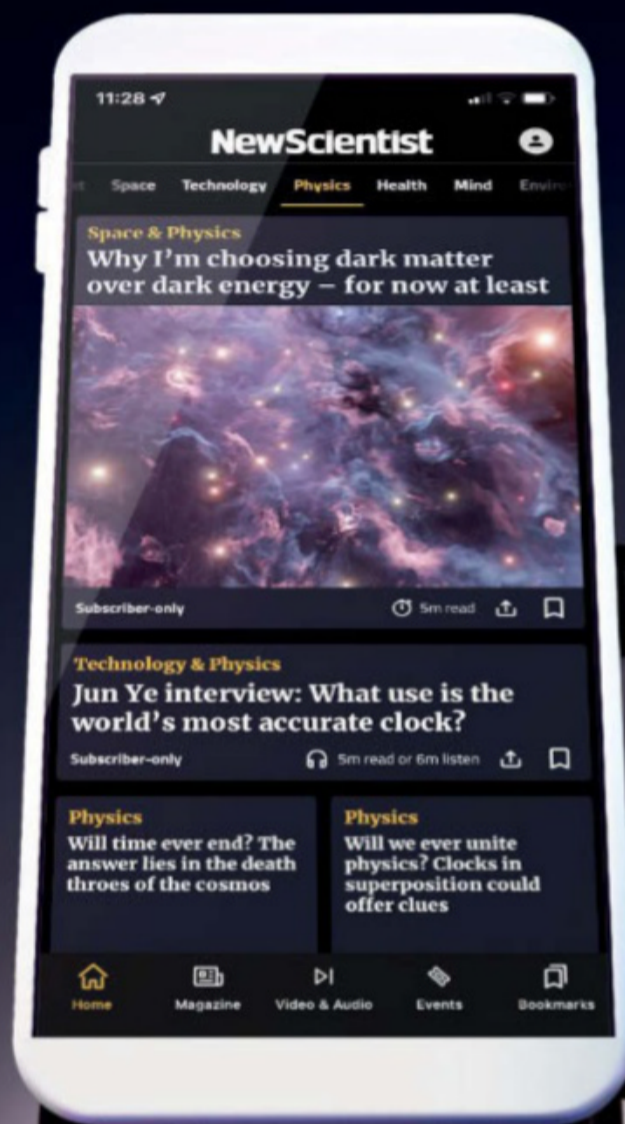 11:28
NewScientist
Space Technology Physics Health Mind
Space & Physics
Why I'm choosing dark matter
over dark energy – for now at least
Subscriber-only 5m read
Technology & Physics
Jun Ye interview: What use is the
world's most accurate clock?
Subscriber-only 5m read or 6m listen
Physics
Will time ever end? The
answer lies in the death
throes of the cosmos
Physics
Will we ever unite
physics? Clocks in
superposition could
offer clues
Home Magazine Video & Audio Events Bookmarks